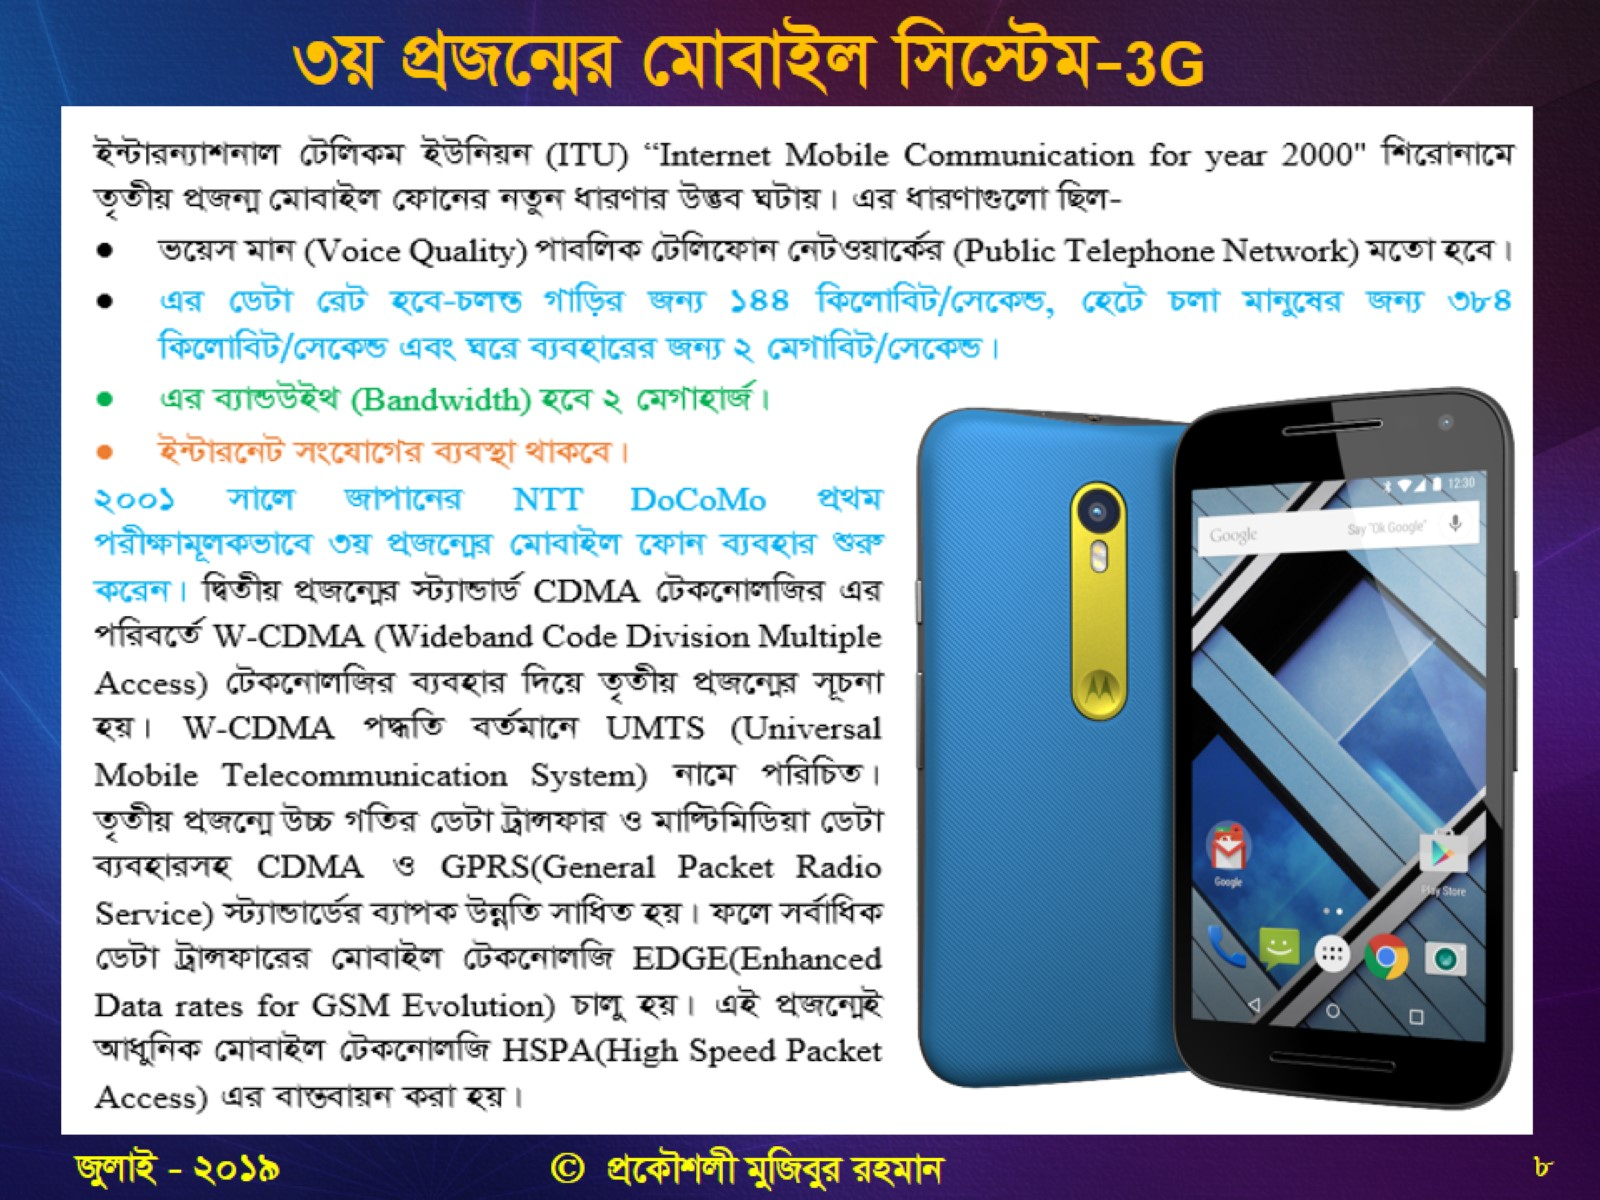 ৩য় প্রজন্মের মোবাইল সিস্টেম-3G
ইন্টারন্যাশনাল টেলিকম ইউনিয়ন (ITU) “Internet Mobile Communication for year 2000" শিরোনামে
তৃতীয় প্রজন্ম মোবাইল ফোনের নতুন ধারণার উদ্ভব ঘটায়। এর ধারণাগুলো ছিল-
● ভয়েস মান (Voice Quality) পাবলিক টেলিফোন নেটওয়ার্কের (Public Telephone Network) মতো হবে।
● এর ডেটা রেট হবে-চলন্ত গাড়ির জন্য ১৪৪ কিলোবিট/সেকেন্ড, হেটে চলা মানুষের জন্য ৩৮৪
কিলোবিট/সেকেন্ড এবং ঘরে ব্যবহারের জন্য ২ মেগাবিট/সেকেন্ড।
● এর ব্যান্ডউইথ (Bandwidth) হবে ২ মেগাহার্জ।
● ইন্টারনেট সংযোগের ব্যবস্থা থাকবে।
২০০১ সালে জাপানের NTT DoCoMo প্রথম
পরীক্ষামূলকভাবে ৩য় প্রজন্মের মোবাইল ফোন ব্যবহার শুরু
করেন। দ্বিতীয় প্রজন্মের স্ট্যান্ডার্ড CDMA টেকনোলজির এর
পরিবর্তে W-CDMA (Wideband Code Division Multiple
Access) টেকনোলজির ব্যবহার দিয়ে তৃতীয় প্রজন্মের সূচনা
হয়। W-CDMA পদ্ধতি বর্তমানে UMTS (Universal
Mobile Telecommunication System) নামে পরিচিত।
তৃতীয় প্রজন্মে উচ্চ গতির ডেটা ট্রান্সফার ও মাল্টিমিডিয়া ডেটা
ব্যবহারসহ CDMA ও GPRS(General Packet Radio
Service) স্ট্যান্ডার্ডের ব্যাপক উন্নতি সাধিত হয়। ফলে সর্বাধিক
ডেটা ট্রান্সফারের মোবাইল টেকনোলজি EDGE(Enhanced
Data rates for GSM Evolution) চালু হয়। এই প্রজন্মেই
আধুনিক মোবাইল টেকনোলজি HSPA(High Speed Packet
Access) এর বাস্তবায়ন করা হয়।
12:30
Google Say "Ok Google"
Google
Play Store
জুলাই - ২০১৯ © প্রকৌশলী মুজিবুর রহমান ৮